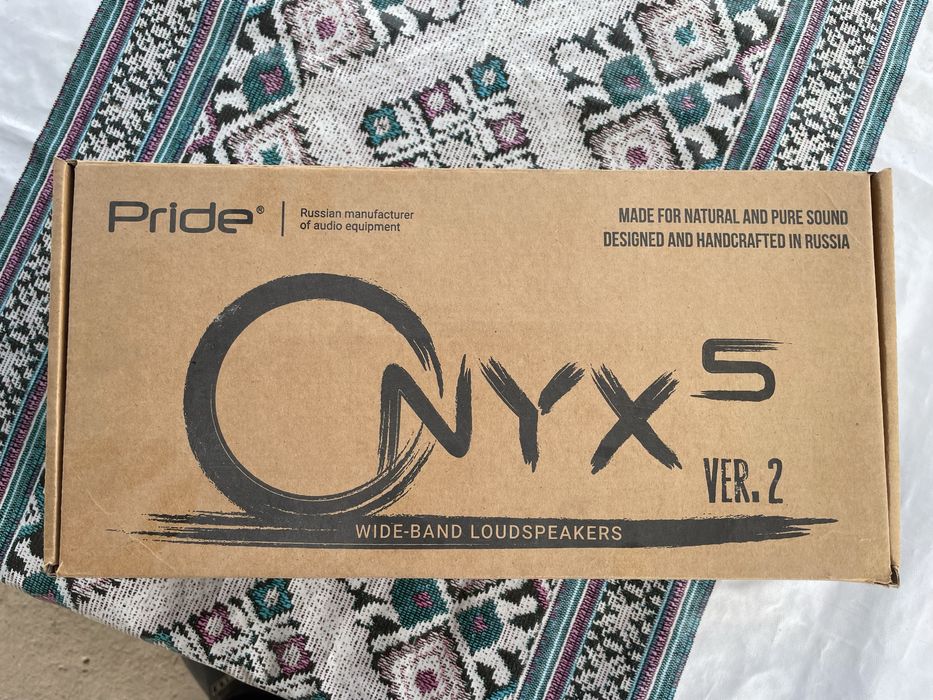 Pride®
Russian manufacturer
of audio equipment
MADE FOR NATURAL AND PURE SOUND
DESIGNED AND HANDCRAFTED IN RUSSIA
ONYX 5
VER. 2
WIDE-BAND LOUDSPEAKERS